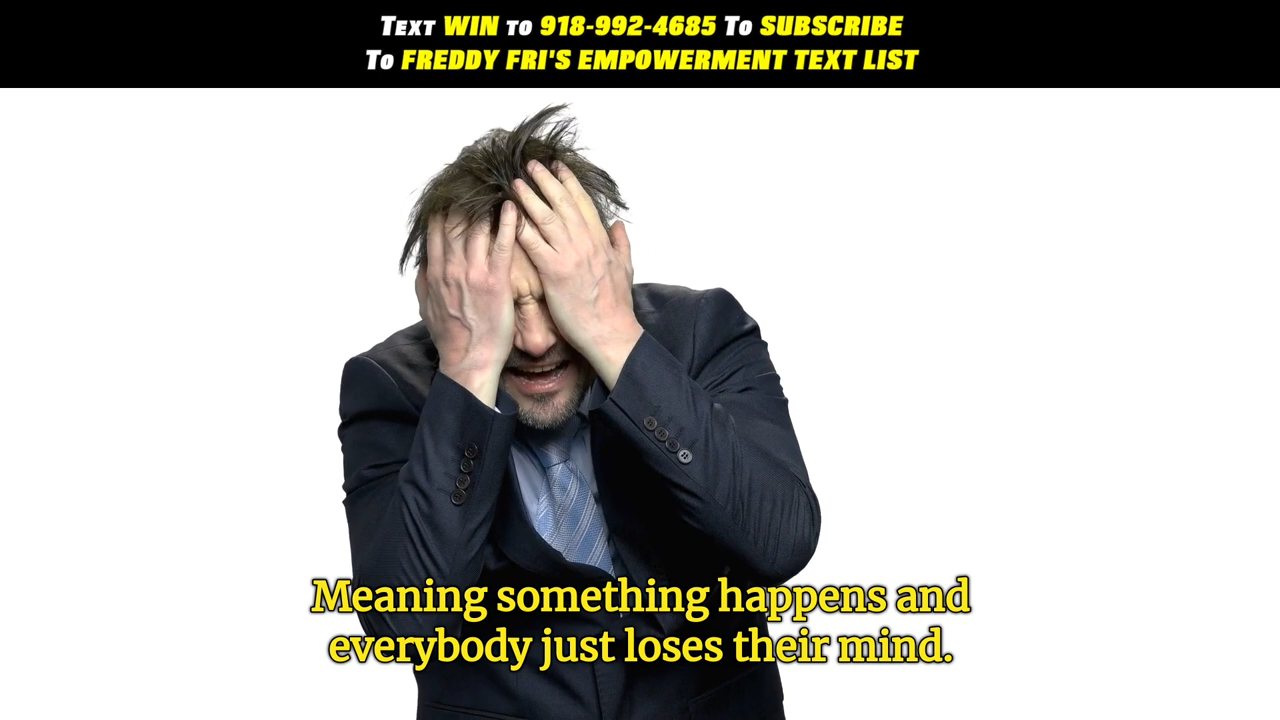 Text WIN to 918-992-4685 To SUBSCRIBE
To FREDDY FRI'S EMPOWERMENT TEXT LIST
Meaning something happens and
everybody just loses their mind.